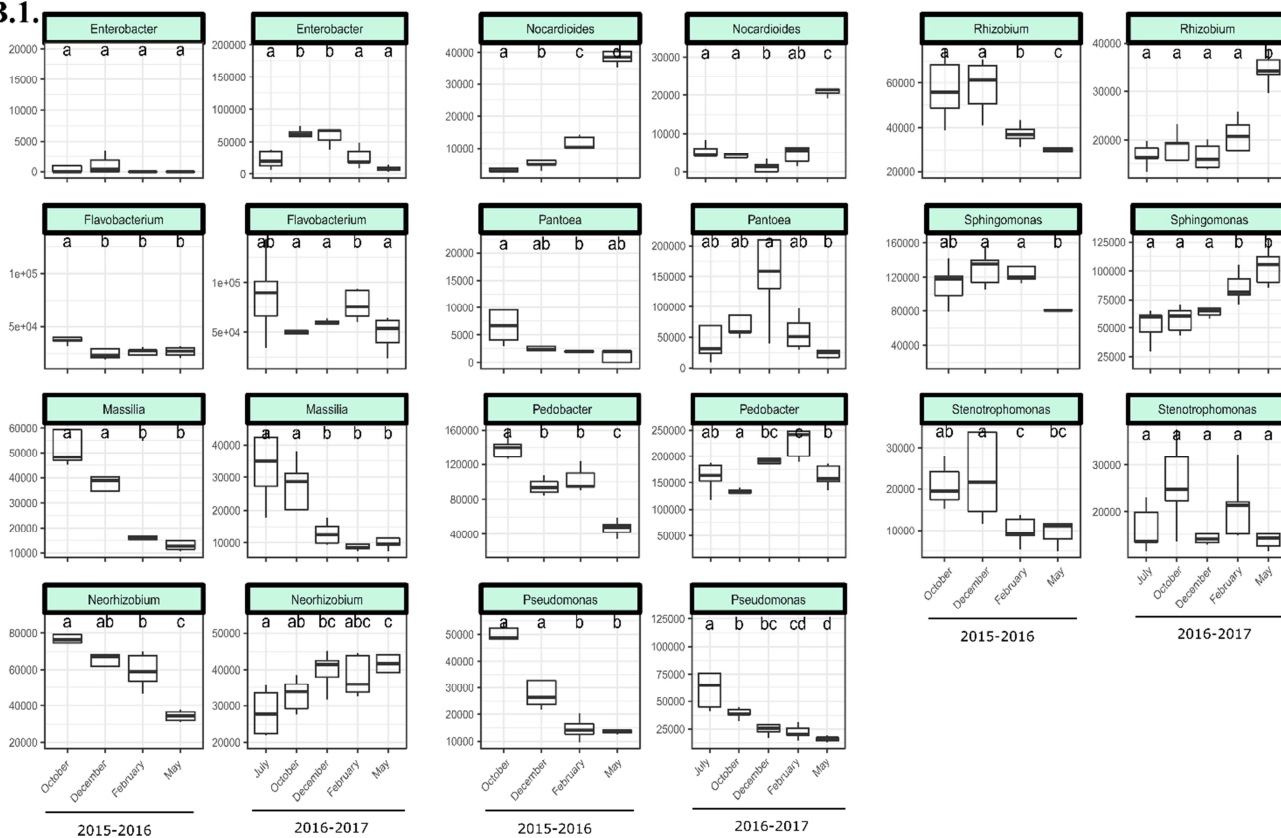 B.1.
Enterobacter
a a a a
20000
15000
10000
5000
0
Enterobacter
a b b a a
200000
150000
100000
50000
0
Nocardioides
a b c d
40000
30000
20000
10000
Nocardioides
a a b ab c
30000
20000
10000
0
Rhizobium
a a b c
60000
40000
20000
Rhizobium
a a a a b
40000
30000
20000
Flavobacterium
a b b b
1e+05
5e+04
Flavobacterium
ab a a b a
1e+05
5e+04
Pantoea
a ab b ab
20000
15000
10000
5000
0
Pantoea
ab ab a ab b
200000
150000
100000
50000
0
Sphingomonas
ab a a b
160000
120000
80000
40000
Sphingomonas
a a a b b
125000
100000
75000
50000
25000
Massilia
a a b b
60000
50000
40000
30000
20000
10000
Massilia
a a b b b
40000
30000
20000
10000
Pedobacter
a b b c
160000
120000
80000
40000
Pedobacter
ab a bc c b
250000
200000
150000
100000
50000
Stenotrophomonas
ab a c bc
30000
20000
10000
October December February May
2015-2016
Stenotrophomonas
a a a a a
30000
20000
July October December February May
2016-2017
Neorhizobium
a ab b c
80000
60000
40000
20000
October December February May
2015-2016
Neorhizobium
a ab bc abc c
50000
40000
30000
20000
July October December February May
2016-2017
Pseudomonas
a a b b
50000
40000
30000
20000
10000
October December February May
2015-2016
Pseudomonas
a b bc cd d
125000
100000
75000
50000
25000
July October December February May
2016-2017